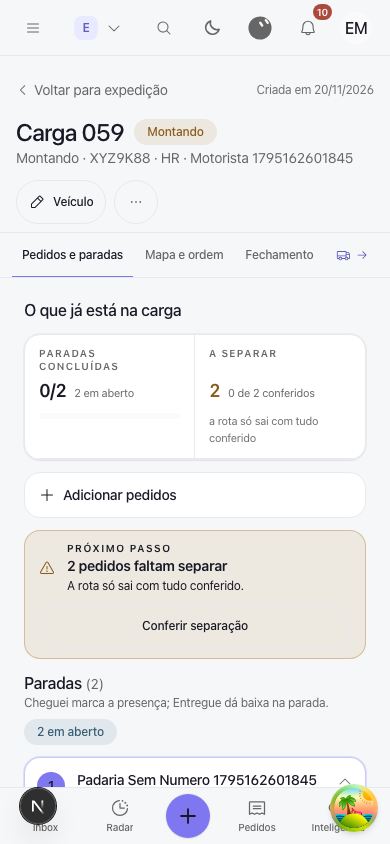 E
10
EM
Voltar para expedição
Criada em 20/11/2026
Carga 059
Montando
Montando · XYZ9K88 · HR · Motorista 1795162601845
Veículo
...
Pedidos e paradas
Mapa e ordem
Fechamento
O que já está na carga
PARADAS
CONCLUÍDAS
0/2 2 em aberto
A SEPARAR
2 0 de 2 conferidos
a rota só sai com tudo
conferido
Adicionar pedidos
PRÓXIMO PASSO
2 pedidos faltam separar
A rota só sai com tudo conferido.
Conferir separação
Paradas (2)
Cheguei marca a presença; Entregue dá baixa na parada.
2 em aberto
1
Padaria Sem Numero 1795162601845
N
Inbox
Radar
Pedidos